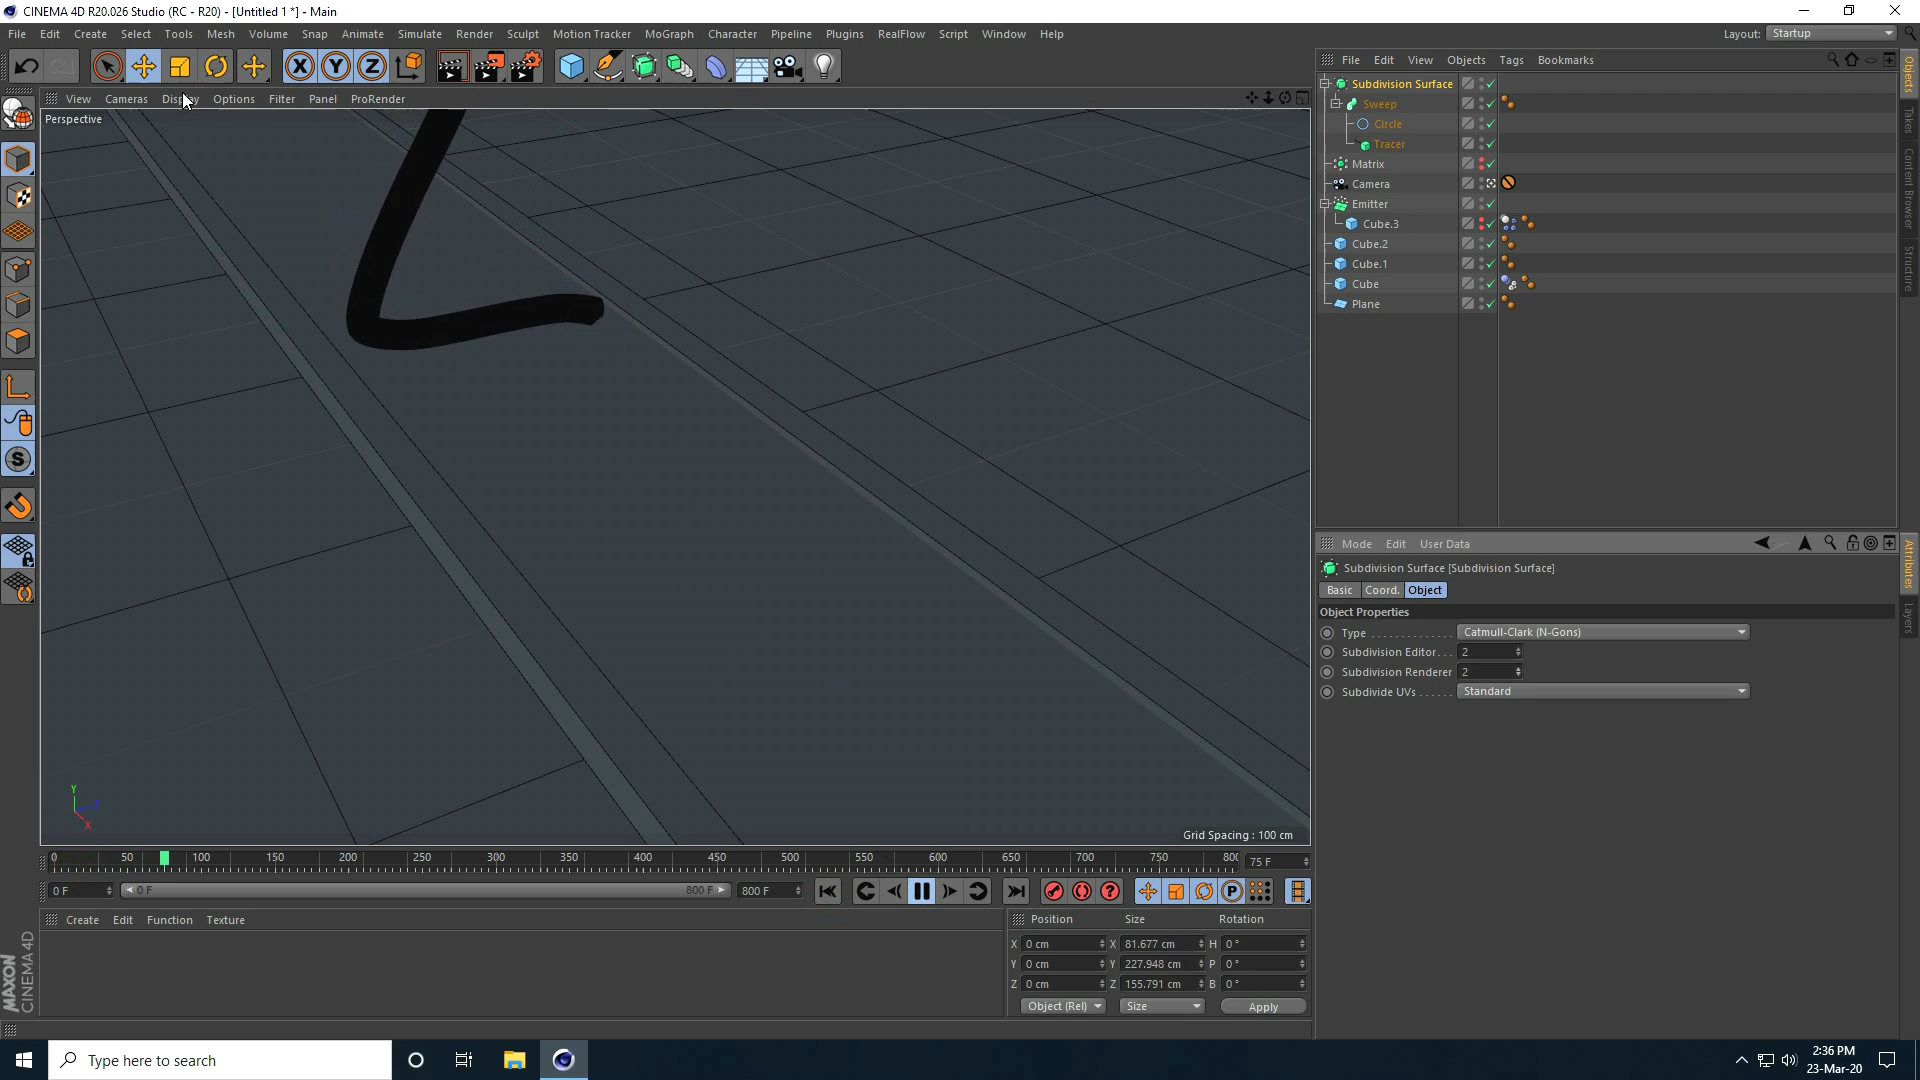 CINEMA 4D R20.026 Studio (RC - R20) - [Untitled 1 *] - Main
File Edit Create Select Tools Mesh Volume Snap Animate Simulate Render Sculpt Motion Tracker MoGraph Character Pipeline Plugins RealFlow Script Window Help
Layout: Startup
File Edit View Objects Tags Bookmarks
View Cameras Display Options Filter Panel ProRender
Perspective
Subdivision Surface
Sweep
Circle
Tracer
Matrix
Camera
Emitter
Cube.3
Cube.2
Cube.1
Cube
Plane
Objects
Takes
Content Browser
Structure
Mode Edit User Data
Subdivision Surface [Subdivision Surface]
Basic Coord. Object
Object Properties
Type Catmull-Clark (N-Gons)
Subdivision Editor 2
Subdivision Renderer 2
Subdivide UVs Standard
Attributes
Layers
Y
X
Grid Spacing : 100 cm
0 50 100 150 200 250 300 350 400 450 500 550 600 650 700 750 800 75 F
0 F 0 F 800 F 800 F
Create Edit Function Texture
Position Size Rotation
X 0 cm X 81.677 cm H 0 °
Y 0 cm Y 227.948 cm P 0 °
Z 0 cm Z 155.791 cm B 0 °
Object (Rel) Size Apply
MAXON
CINEMA 4D
Type here to search
2:36 PM
23-Mar-20